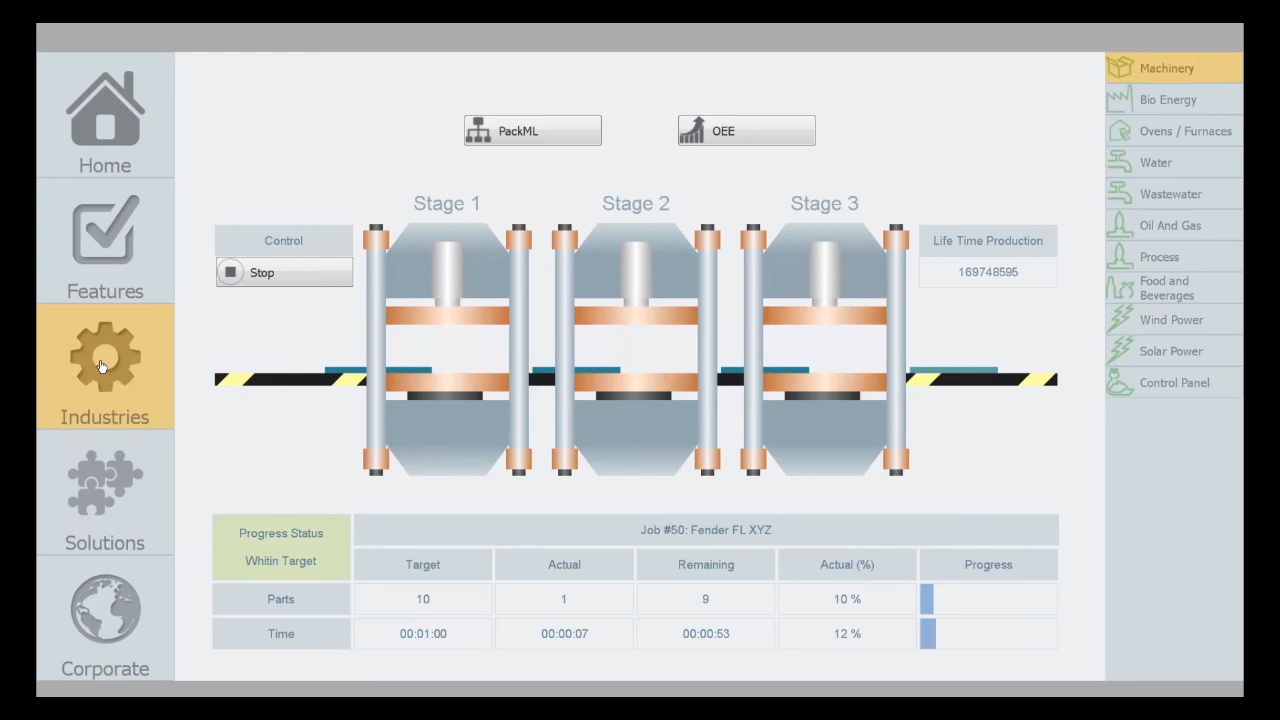 Home
Features
Industries
Solutions
Corporate
PackML
OEE
Stage 1
Stage 2
Stage 3
Control
Stop
Life Time Production
169748595
Progress Status
Whitin Target
Job #50: Fender FL XYZ
Target
Actual
Remaining
Actual (%)
Progress
Parts
10
1
9
10 %
Time
00:01:00
00:00:07
00:00:53
12 %
Machinery
Bio Energy
Ovens / Furnaces
Water
Wastewater
Oil And Gas
Process
Food and
Beverages
Wind Power
Solar Power
Control Panel